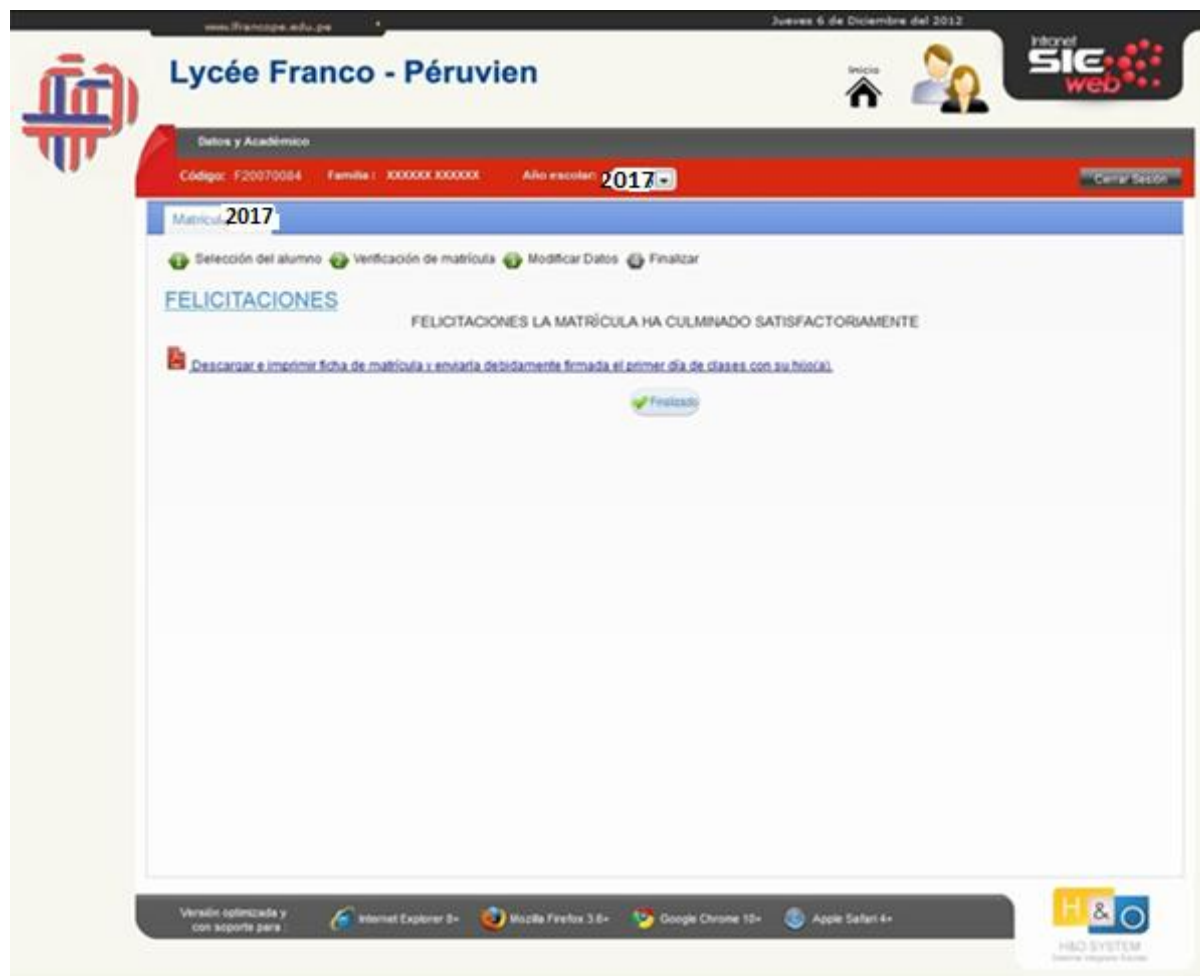 www.lfrancope.edu.pe
Jueves 6 de Diciembre del 2012
Lycée Franco - Péruvien
Inicio
Intranet
SIE
web
Datos y Académico
Código: F20070084 Familia : XXXXXX XXXXXX Año escolar: 2017
Cerrar Sesión
Matrícula 2017
1 Selección del alumno 2 Verificación de matrícula 3 Modificar Datos 4 Finalizar
FELICITACIONES
FELICITACIONES LA MATRÍCULA HA CULMINADO SATISFACTORIAMENTE
Descargar e imprimir ficha de matrícula y enviarla debidamente firmada el primer día de clases con su hijo(a).
Finalizado
Versión optimizada y
con soporte para :
Internet Explorer 8+ Mozilla Firefox 3.6+ Google Chrome 10+ Apple Safari 4+
H & O
H&O SYSTEM